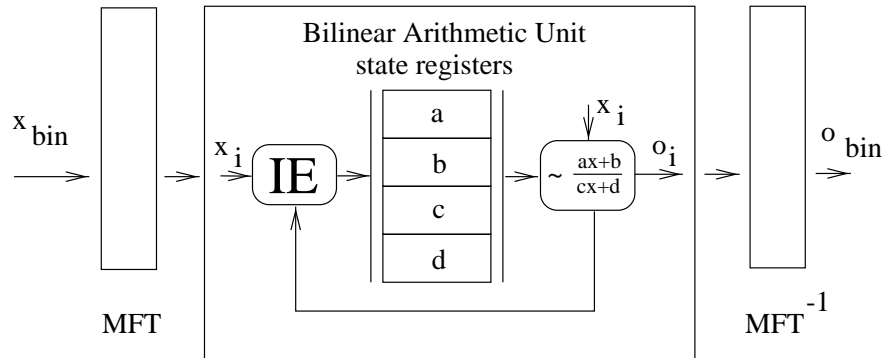 Bilinear Arithmetic Unit
state registers
x bin
x i
IE
a
b
c
d
x i
~ ax+b
cx+d
o i
o bin
MFT
MFT -1